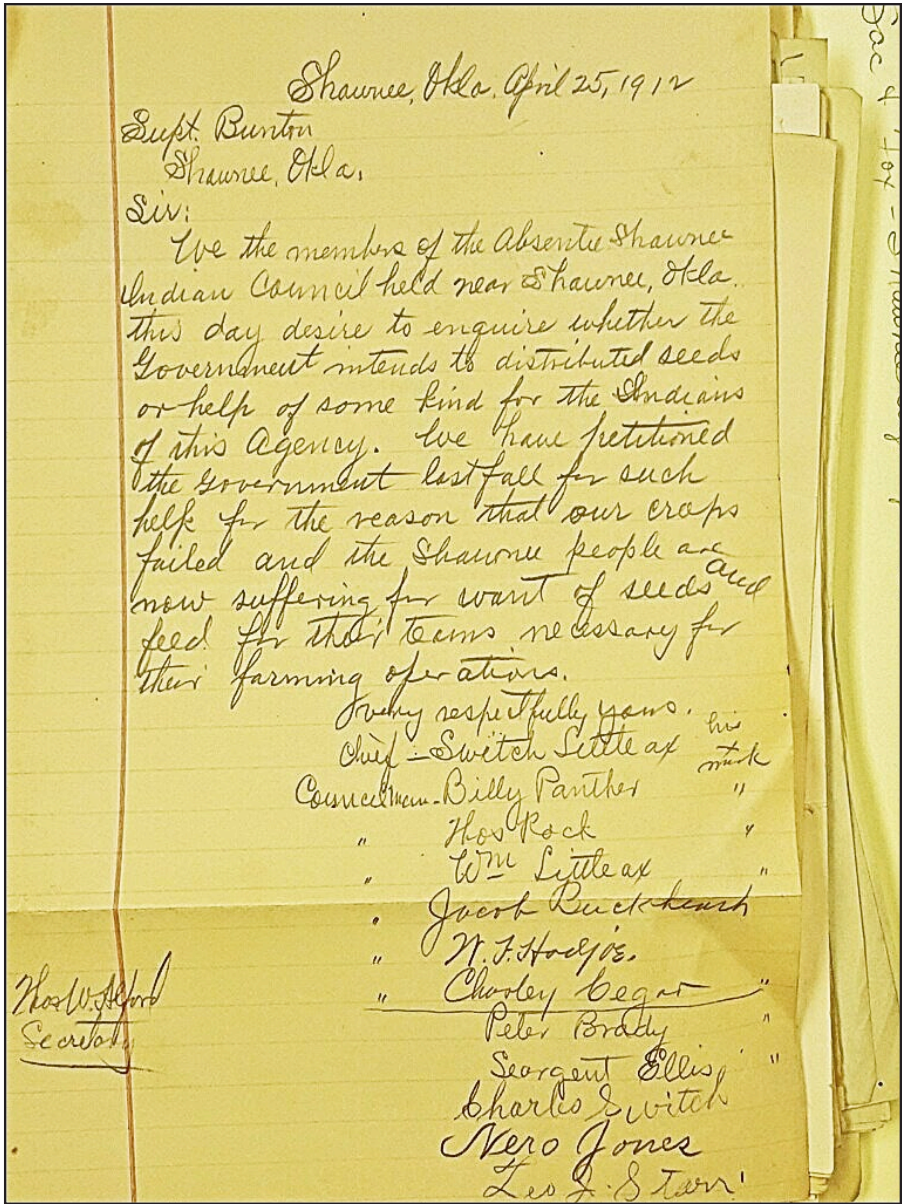 Shawnee, Okla. April 25, 1912
Supt. Bunton
Shawnee, Okla.
Sir:
We the members of the Absentee Shawnee
Indian Council held near Shawnee, Okla.
this day desire to enquire whether the
Government intends to distributed seeds
or help of some kind for the Indians
of this Agency. We have petitioned
the Government last fall for such
help for the reason that our crops
failed and the Shawnee people are
now suffering for want of seeds and
feed for their teams necessary for
their farming operations.
Very respectfully yours.
Chief - Switch Littleax his mark
Councilmen - Billy Panther "
" Thos Rock "
" Wm Littleax "
" Jacob Buckheart
" W. F. Hodjoe.
" Charley Cegar "
Thos W. Alford
Secretary
Peter Brady "
Seargent Ellis "
Charles Switch
Nero Jones
Leo J. Starr
Sac & Fox - Shawnee